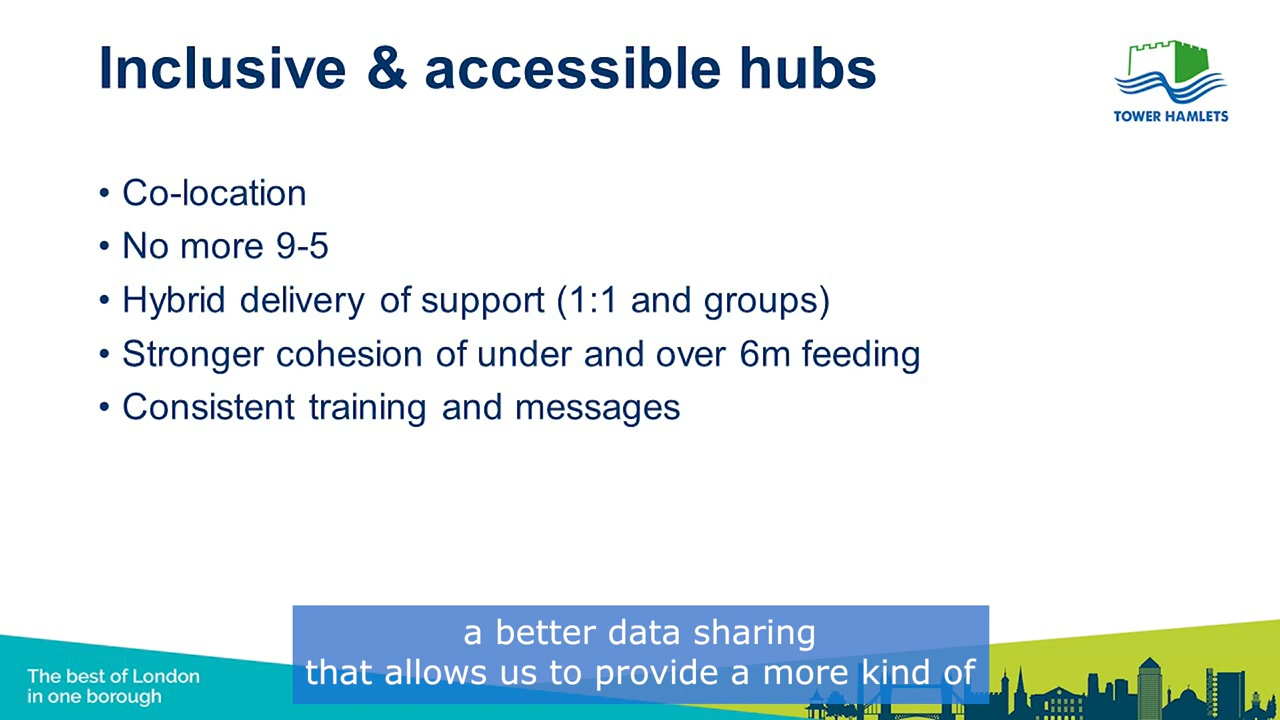 Inclusive & accessible hubs
TOWER HAMLETS
• Co-location
• No more 9-5
• Hybrid delivery of support (1:1 and groups)
• Stronger cohesion of under and over 6m feeding
• Consistent training and messages
a better data sharing
that allows us to provide a more kind of
The best of London
in one borough